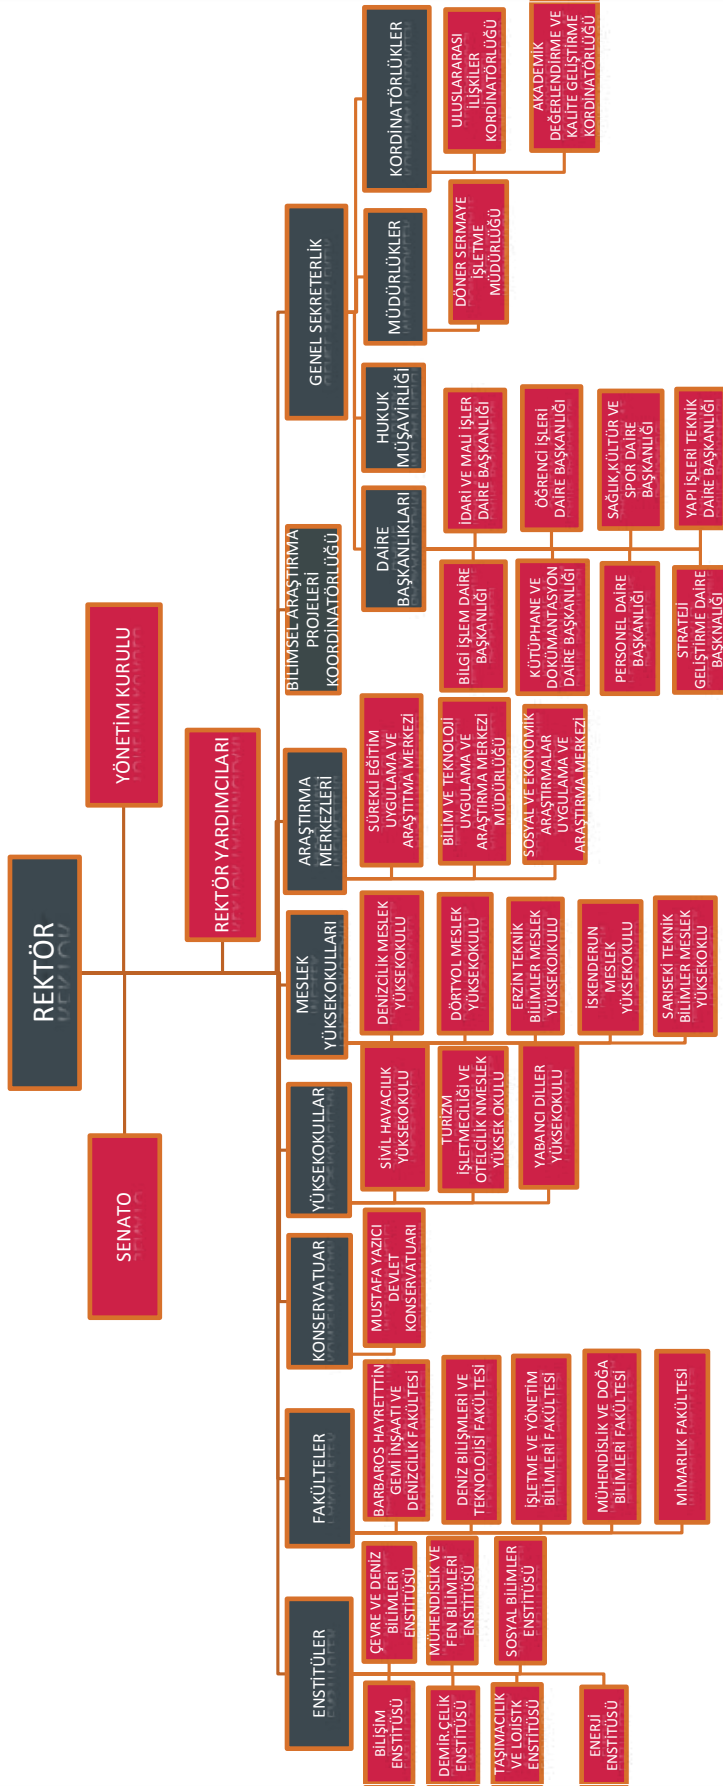 REKTÖR
SENATO
YÖNETİM KURULU
REKTÖR YARDIMCILARI
ENSTİTÜLER
BİLİŞİM
ENSTİTÜSÜ
ÇEVRE VE DENİZ
BİLİMLERİ
ENSTİTÜSÜ
DEMİR.ÇELİK
ENSTİTÜSÜ
MÜHENDİSLİK VE
FEN BİLİMLERİ
ENSTİTÜSÜ
TAŞIMACILIK
VE LOJİSTK
ENSTİTÜSÜ
SOSYAL BİLİMLER
ENSTİTÜSÜ
ENERJİ
ENSTİTÜSÜ
FAKÜLTELER
BARBAROS HAYRETTTİN
GEMİ İNŞAATI VE
DENİZCİLİK FAKÜLTESİ
DENİZ BİLİŞMLERİ VE
TEKNOLOJİSİ FAKÜLTESİ
İŞLETME VE YÖNETİM
BİLİMLERİ FAKÜLTESİ
MÜHENDİSLİK VE DOĞA
BİLİMLERİ FAKÜLTESİ
MİMARLIK FAKÜLTESİ
KONSERVATUAR
MUSTAFA YAZICI
DEVLET
KONSERVATUARI
YÜKSEKOKULLAR
SİVİL HAVACILIK
YÜKSEKOKULU
TURİZM
İŞLETMECİLİĞİ VE
OTELCİLİK NMESLEK
YÜKSEK OKULU
YABANCI DİLLER
YÜKSEKOKULU
MESLEK
YÜKSEKOKULLARI
DENİZCİLİK MESLEK
YÜKSEKOKULU
DÖRTYOL MESLEK
YÜKSEKOKULU
ERZİN TEKNİK
BİLİMLER MESLEK
YÜKSEKOJKULU
İSKENDERUN
MESLEK
YÜKSEKOKULU
SARISEKİ TEKNİK
BİLİMLER MESLEK
YÜKSEKOKLU
ARAŞTIRMA
MERKEZLERİ
SÜREKLİ EĞİTİM
UYGULAMA VE
ARAŞTITMA MERKEZİ
BİLİM VE TEKNOLOJİ
UYGULAMA VE
ARAŞTIRMA MERKEZİ
MÜDÜRLÜĞÜ
SOSYAL VE EKONOMİK
ARAŞTIRMALAR
UYGULAMA VE
ARAŞTIRMA MERKEZİ
BİLİMSEL ARAŞTIRMA
PROJELERİ
KOORDİNATÖRLÜĞÜ
GENEL SEKRETERLİK
DAİRE
BAŞKANLIKLARI
BİLGİ İŞLEM DAİRE
BAŞKANLIĞI
İDARİ VE MALİ İŞLER
DAİRE BAŞKANLIĞI
KÜTÜPHANE VE
DOKÜMANTASYON
DAİRE BAŞKANLIĞI
ÖĞRENCİ İŞLERİ
DAİRE BAŞKANLIĞI
PERSONEL DAİRE
BAŞKANLIĞI
SAĞLIK,KÜLTÜR VE
SPOR DAİRE
BAŞKANLIĞI
STRATEJİ
GELİŞTİRME DAİRE
BAŞKNALIĞI
YAPI İŞLERİ TEKNİK
DAİRE BAŞKANLIĞI
HUKUK
MÜŞAVİRLİĞİ
MÜDÜRLÜKLER
DÖNER SERMAYE
İŞLETME
MÜDÜRLÜĞÜ
KORDİNATÖRLÜKLER
ULUSLARARASI
İLİŞKİLER
KORDİNATÖRLÜĞÜ
AKADEMİK
DEĞERLENDİRME VE
KALİTE GELİŞTİRME
KORDİNATÖRLÜĞÜ